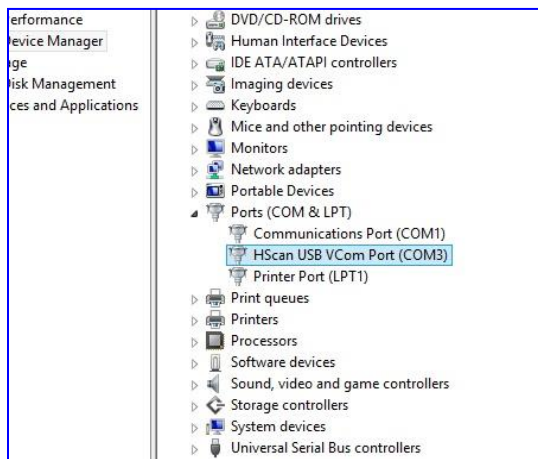 erformance
Device Manager
ge
isk Management
ces and Applications
DVD/CD-ROM drives
Human Interface Devices
IDE ATA/ATAPI controllers
Imaging devices
Keyboards
Mice and other pointing devices
Monitors
Network adapters
Portable Devices
Ports (COM & LPT)
Communications Port (COM1)
HScan USB VCom Port (COM3)
Printer Port (LPT1)
Print queues
Printers
Processors
Software devices
Sound, video and game controllers
Storage controllers
System devices
Universal Serial Bus controllers